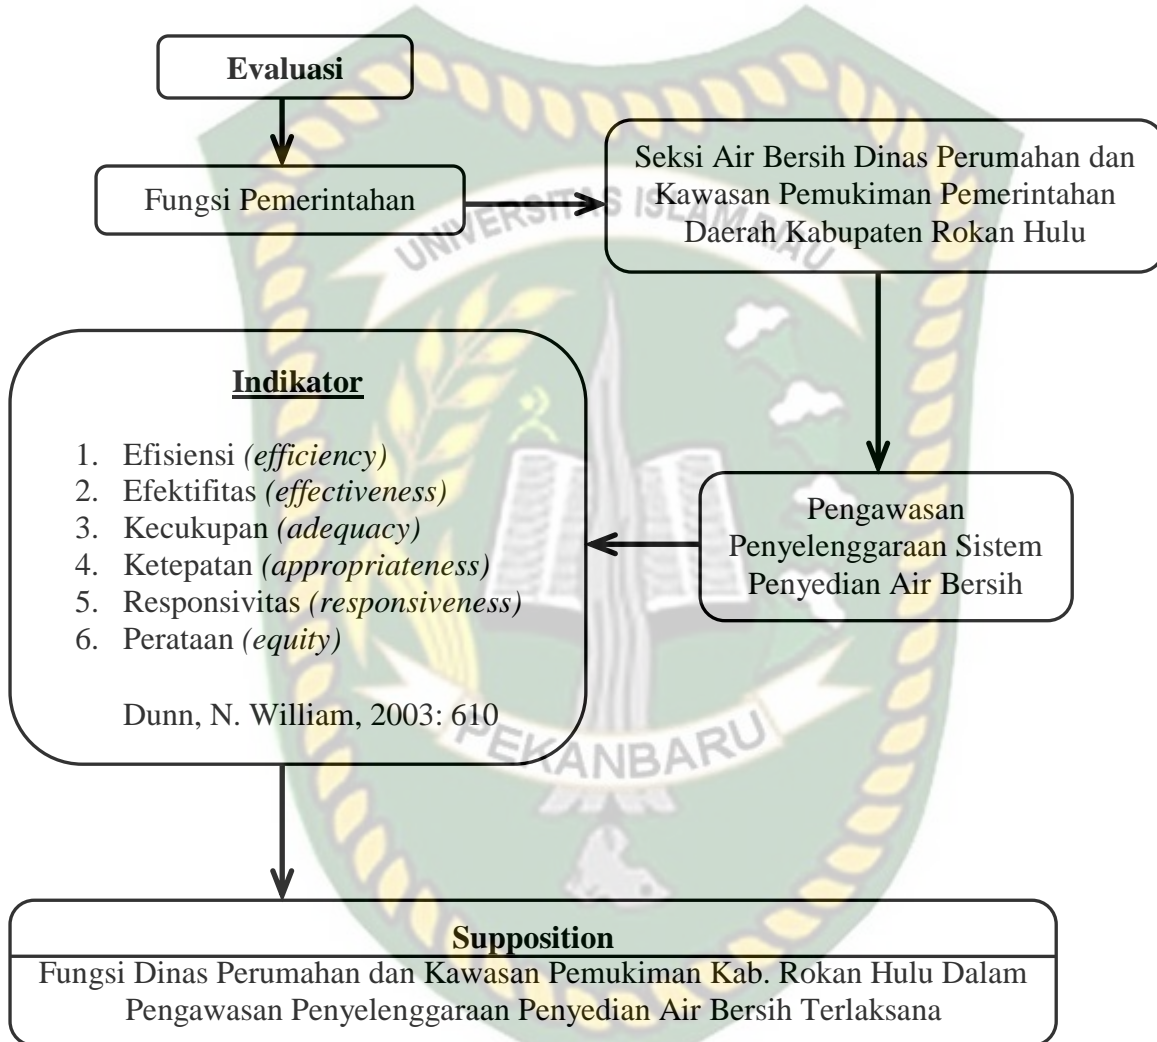 Evaluasi
Fungsi Pemerintahan
Seksi Air Bersih Dinas Perumahan dan
Kawasan Pemukiman Pemerintahan
Daerah Kabupaten Rokan Hulu
UNIVERSITAS ISLAM RIAU
Indikator
1. Efisiensi (efficiency)
2. Efektifitas (effectiveness)
3. Kecukupan (adequacy)
4. Ketepatan (appropriateness)
5. Responsivitas (responsiveness)
6. Perataan (equity)
Dunn, N. William, 2003: 610
Pengawasan
Penyelenggaraan Sistem
Penyedian Air Bersih
PEKANBARU
Supposition
Fungsi Dinas Perumahan dan Kawasan Pemukiman Kab. Rokan Hulu Dalam
Pengawasan Penyelenggaraan Penyedian Air Bersih Terlaksana